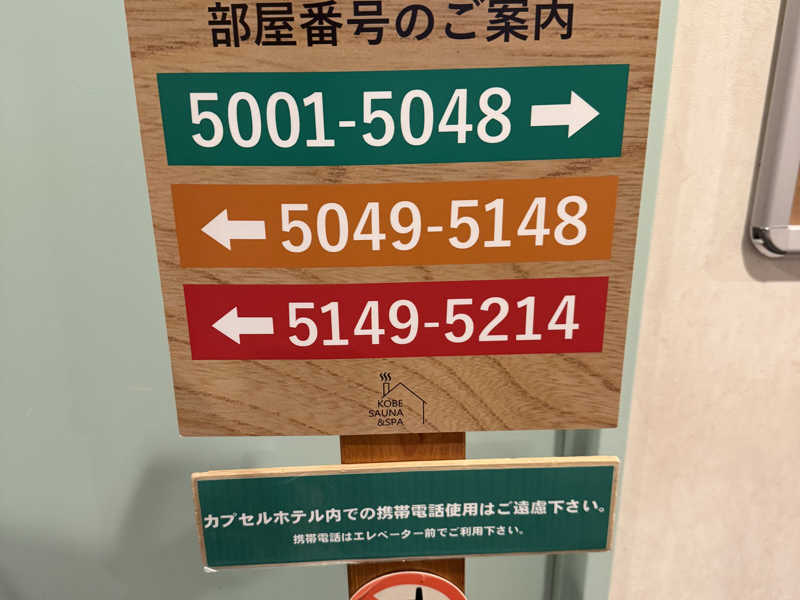 部屋番号のご案内
5001-5048 →
← 5049-5148
← 5149-5214
KOBE
SAUNA
&SPA
カプセルホテル内での携帯電話使用はご遠慮下さい。
携帯電話はエレベーター前でご利用下さい。